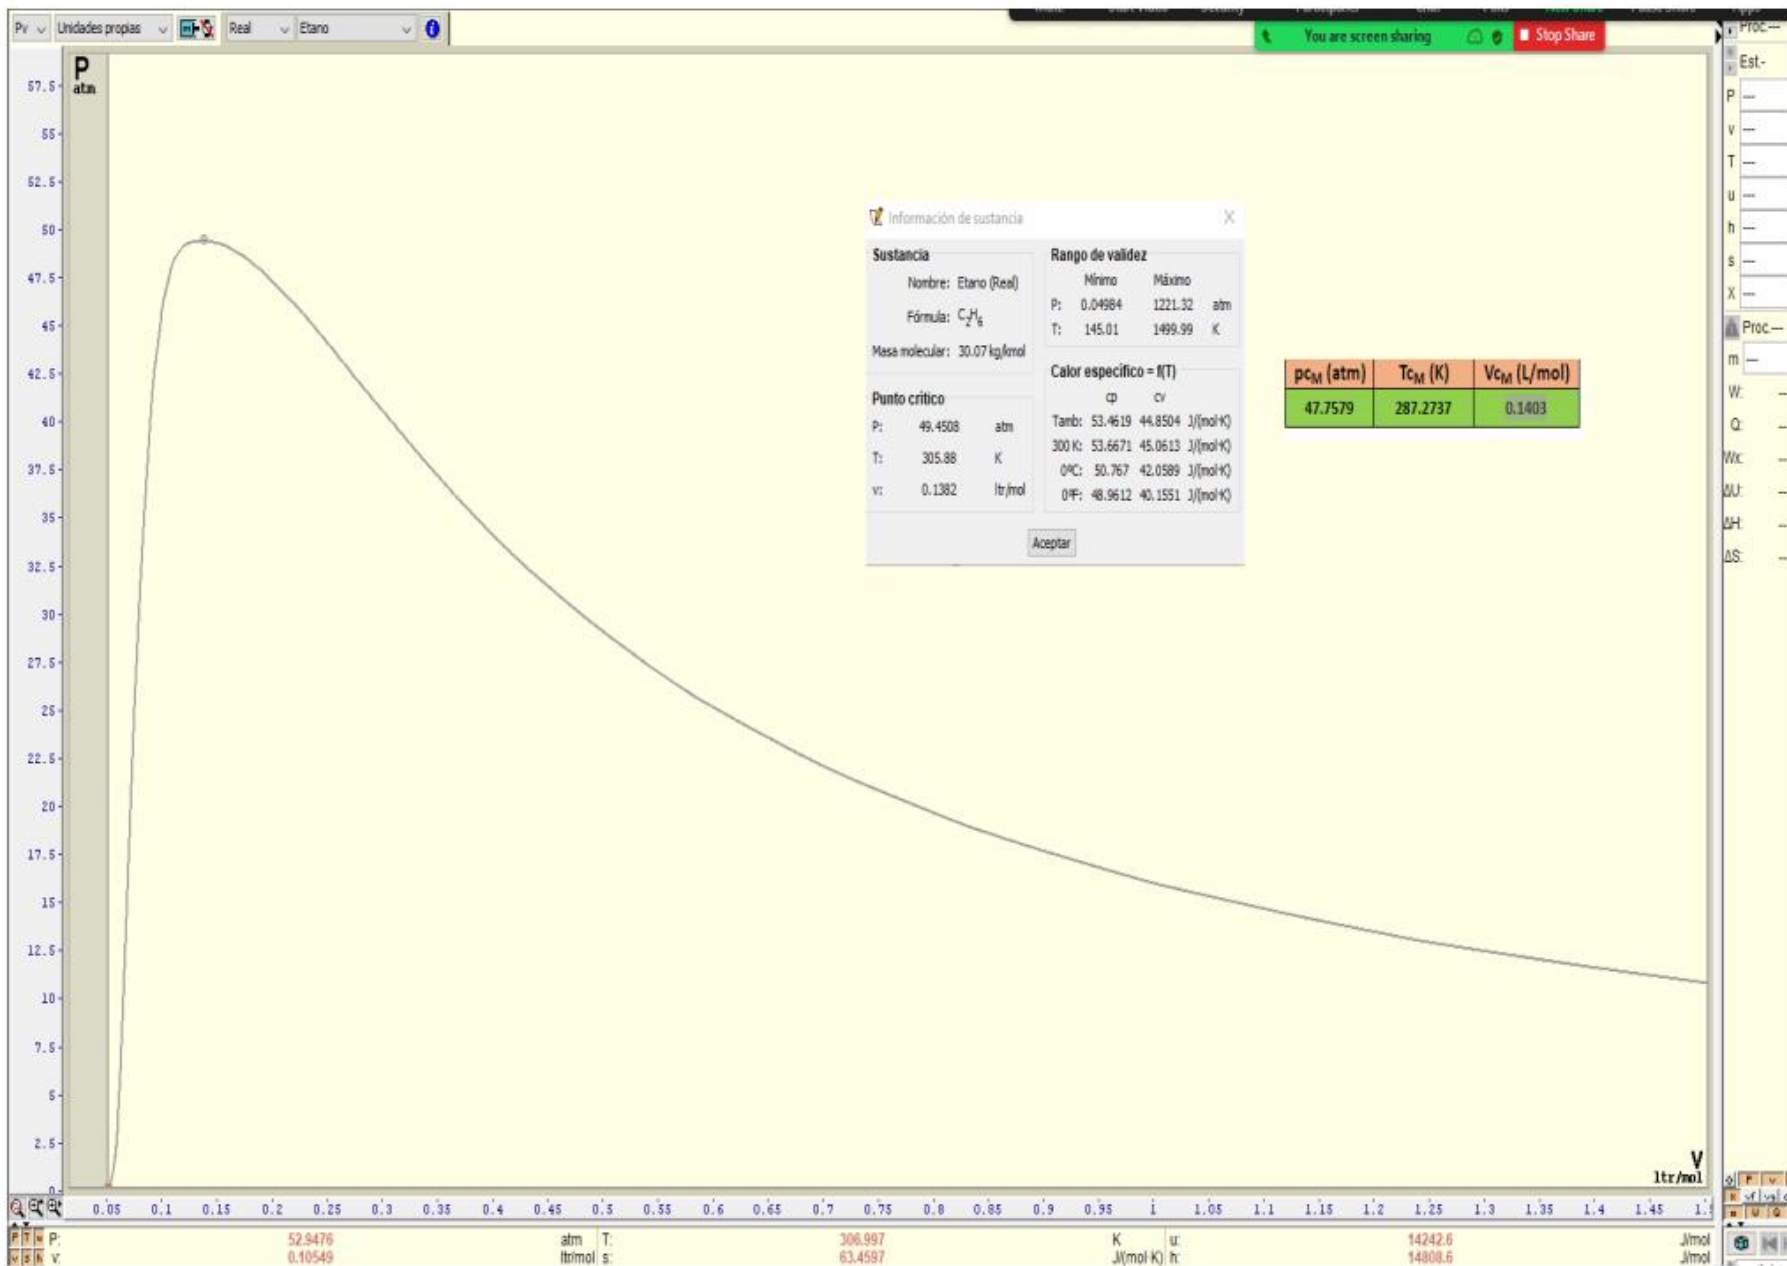 Pv Unidades propias Real Etano
You are screen sharing Stop Share
Proc.---
Est.-
P ---
v ---
T ---
u ---
h ---
s ---
X ---
Proc.---
m ---
W: --
Q: --
Wx: --
ΔU: --
ΔH: --
ΔS: --
P
atm
57.5
55
52.5
50
47.5
45
42.5
40
37.5
35
32.5
30
27.5
25
22.5
20
17.5
15
12.5
10
7.5
5
2.5
0
Información de sustancia X
Sustancia
Nombre: Etano (Real)
Fórmula: C2H6
Masa molecular: 30.07 kg/kmol
Punto crítico
P: 49.4508 atm
T: 305.88 K
v: 0.1382 ltr/mol
Rango de validez
Mínimo Máximo
P: 0.04984 1221.32 atm
T: 145.01 1499.99 K
Calor específico = f(T)
cp cv
Tamb: 53.4619 44.8504 J/(mol·K)
300 K: 53.6671 45.0613 J/(mol·K)
0ºC: 50.767 42.0589 J/(mol·K)
0ºF: 48.9612 40.1551 J/(mol·K)
Aceptar
pcM (atm) TcM (K) VcM (L/mol)
47.7579 287.2737 0.1403
V
ltr/mol
0.05 0.1 0.15 0.2 0.25 0.3 0.35 0.4 0.45 0.5 0.55 0.6 0.65 0.7 0.75 0.8 0.85 0.9 0.95 1 1.05 1.1 1.15 1.2 1.25 1.3 1.35 1.4 1.45
P: 52.9476 atm T: 306.997 K u: 14242.6 J/mol
v: 0.10549 ltr/mol s: 63.4597 J/(mol·K) h: 14808.6 J/mol